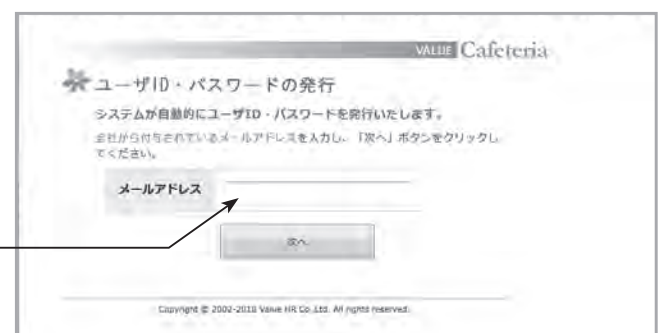 VALUE Cafeteria
ユーザID・パスワードの発行
システムが自動的にユーザID・パスワードを発行いたします。
会社から付与されているメールアドレスを入力し、「次へ」ボタンをクリックし
てください。
メールアドレス
次へ
Copyright © 2002-2018 Value HR Co.,Ltd. All rights reserved.